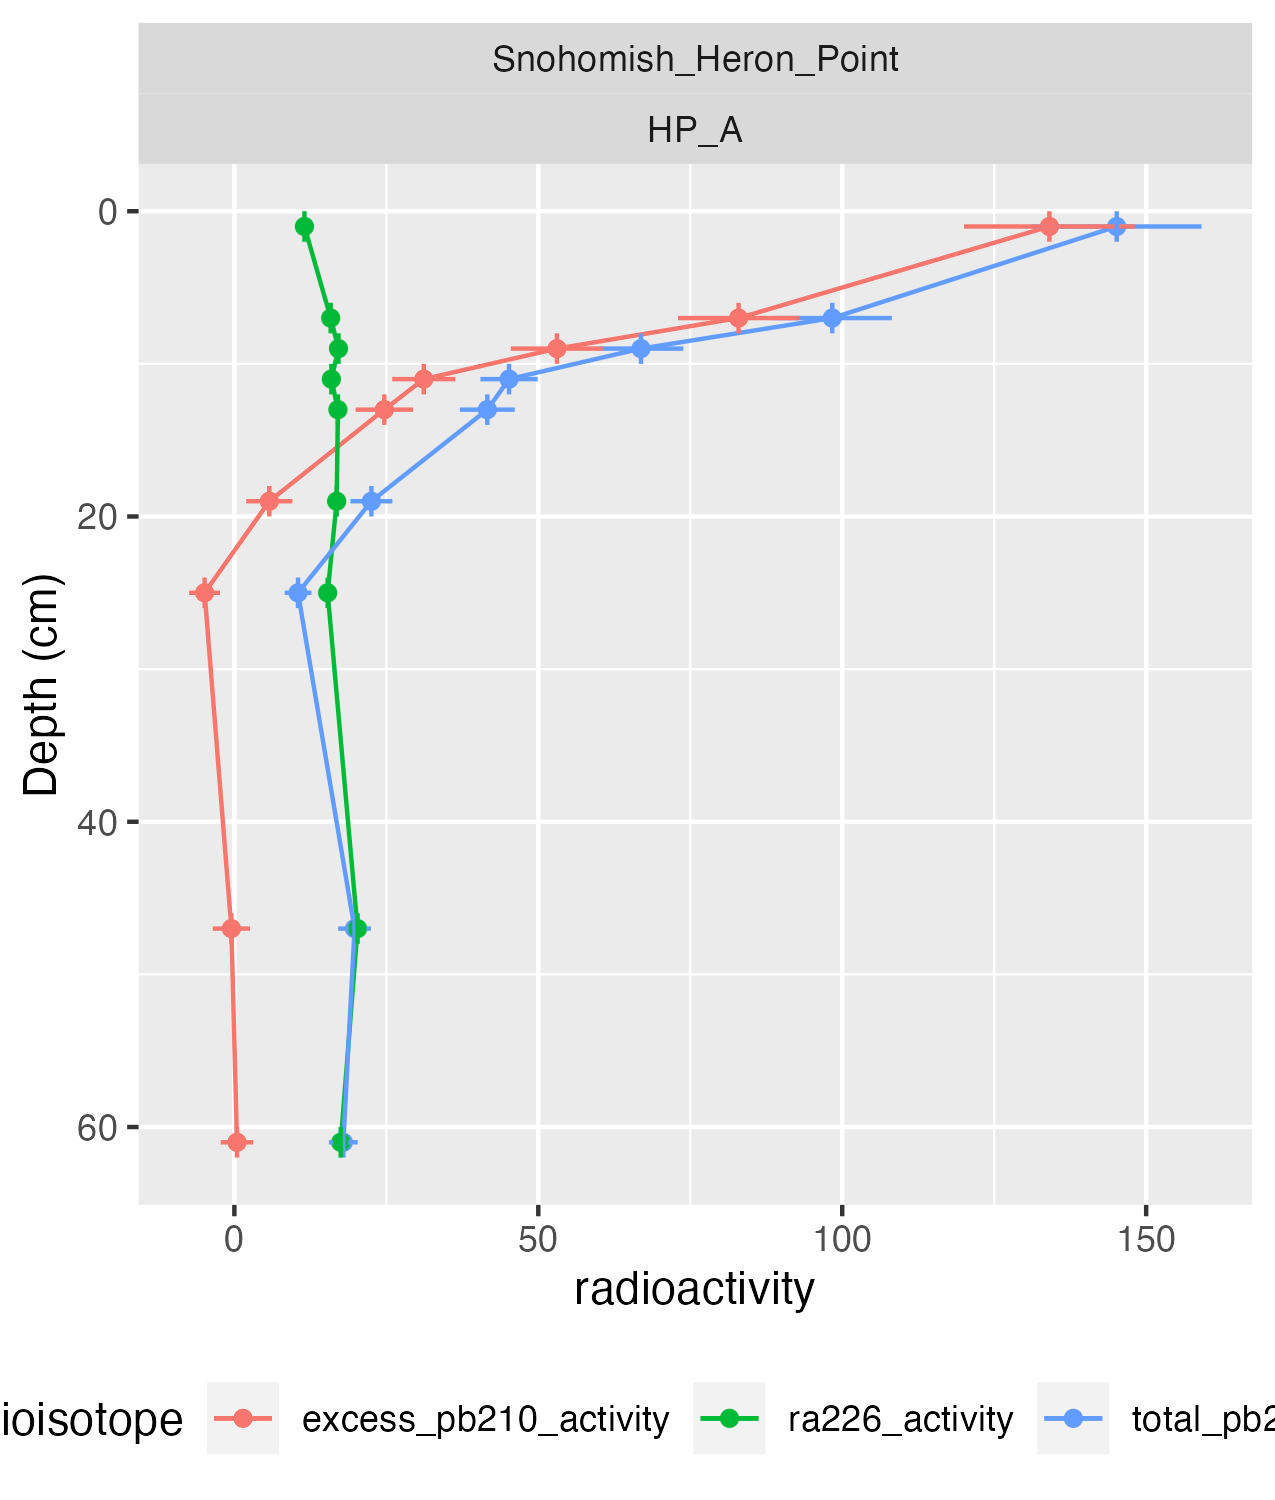 Snohomish_Heron_Point
HP_A
0
20
40
60
Depth (cm)
0 50 100 150
radioactivity
ioisotope excess_pb210_activity ra226_activity total_pb2